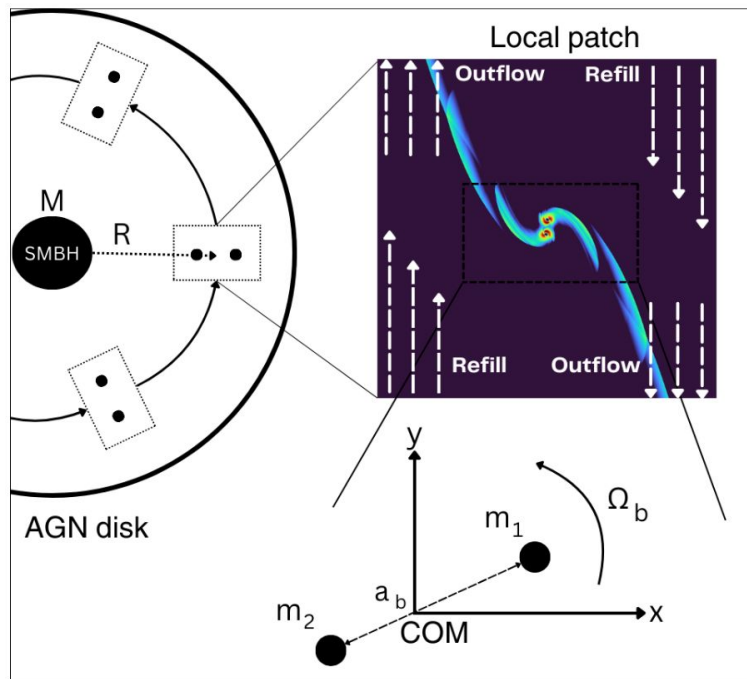 Local patch
Outflow
Refill
M
R
SMBH
Refill
Outflow
AGN disk
y
Ω b
m 1
a b
m 2
COM
x